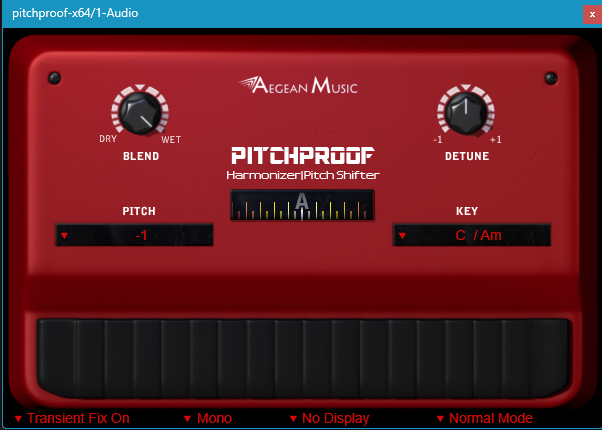 pitchproof-x64/1-Audio
x
AEGEAN MUSIC
DRY WET
BLEND
-1 +1
DETUNE
PITCHPROOF
Harmonizer|Pitch Shifter
A
PITCH
-1
KEY
C / Am
Transient Fix On
Mono
No Display
Normal Mode